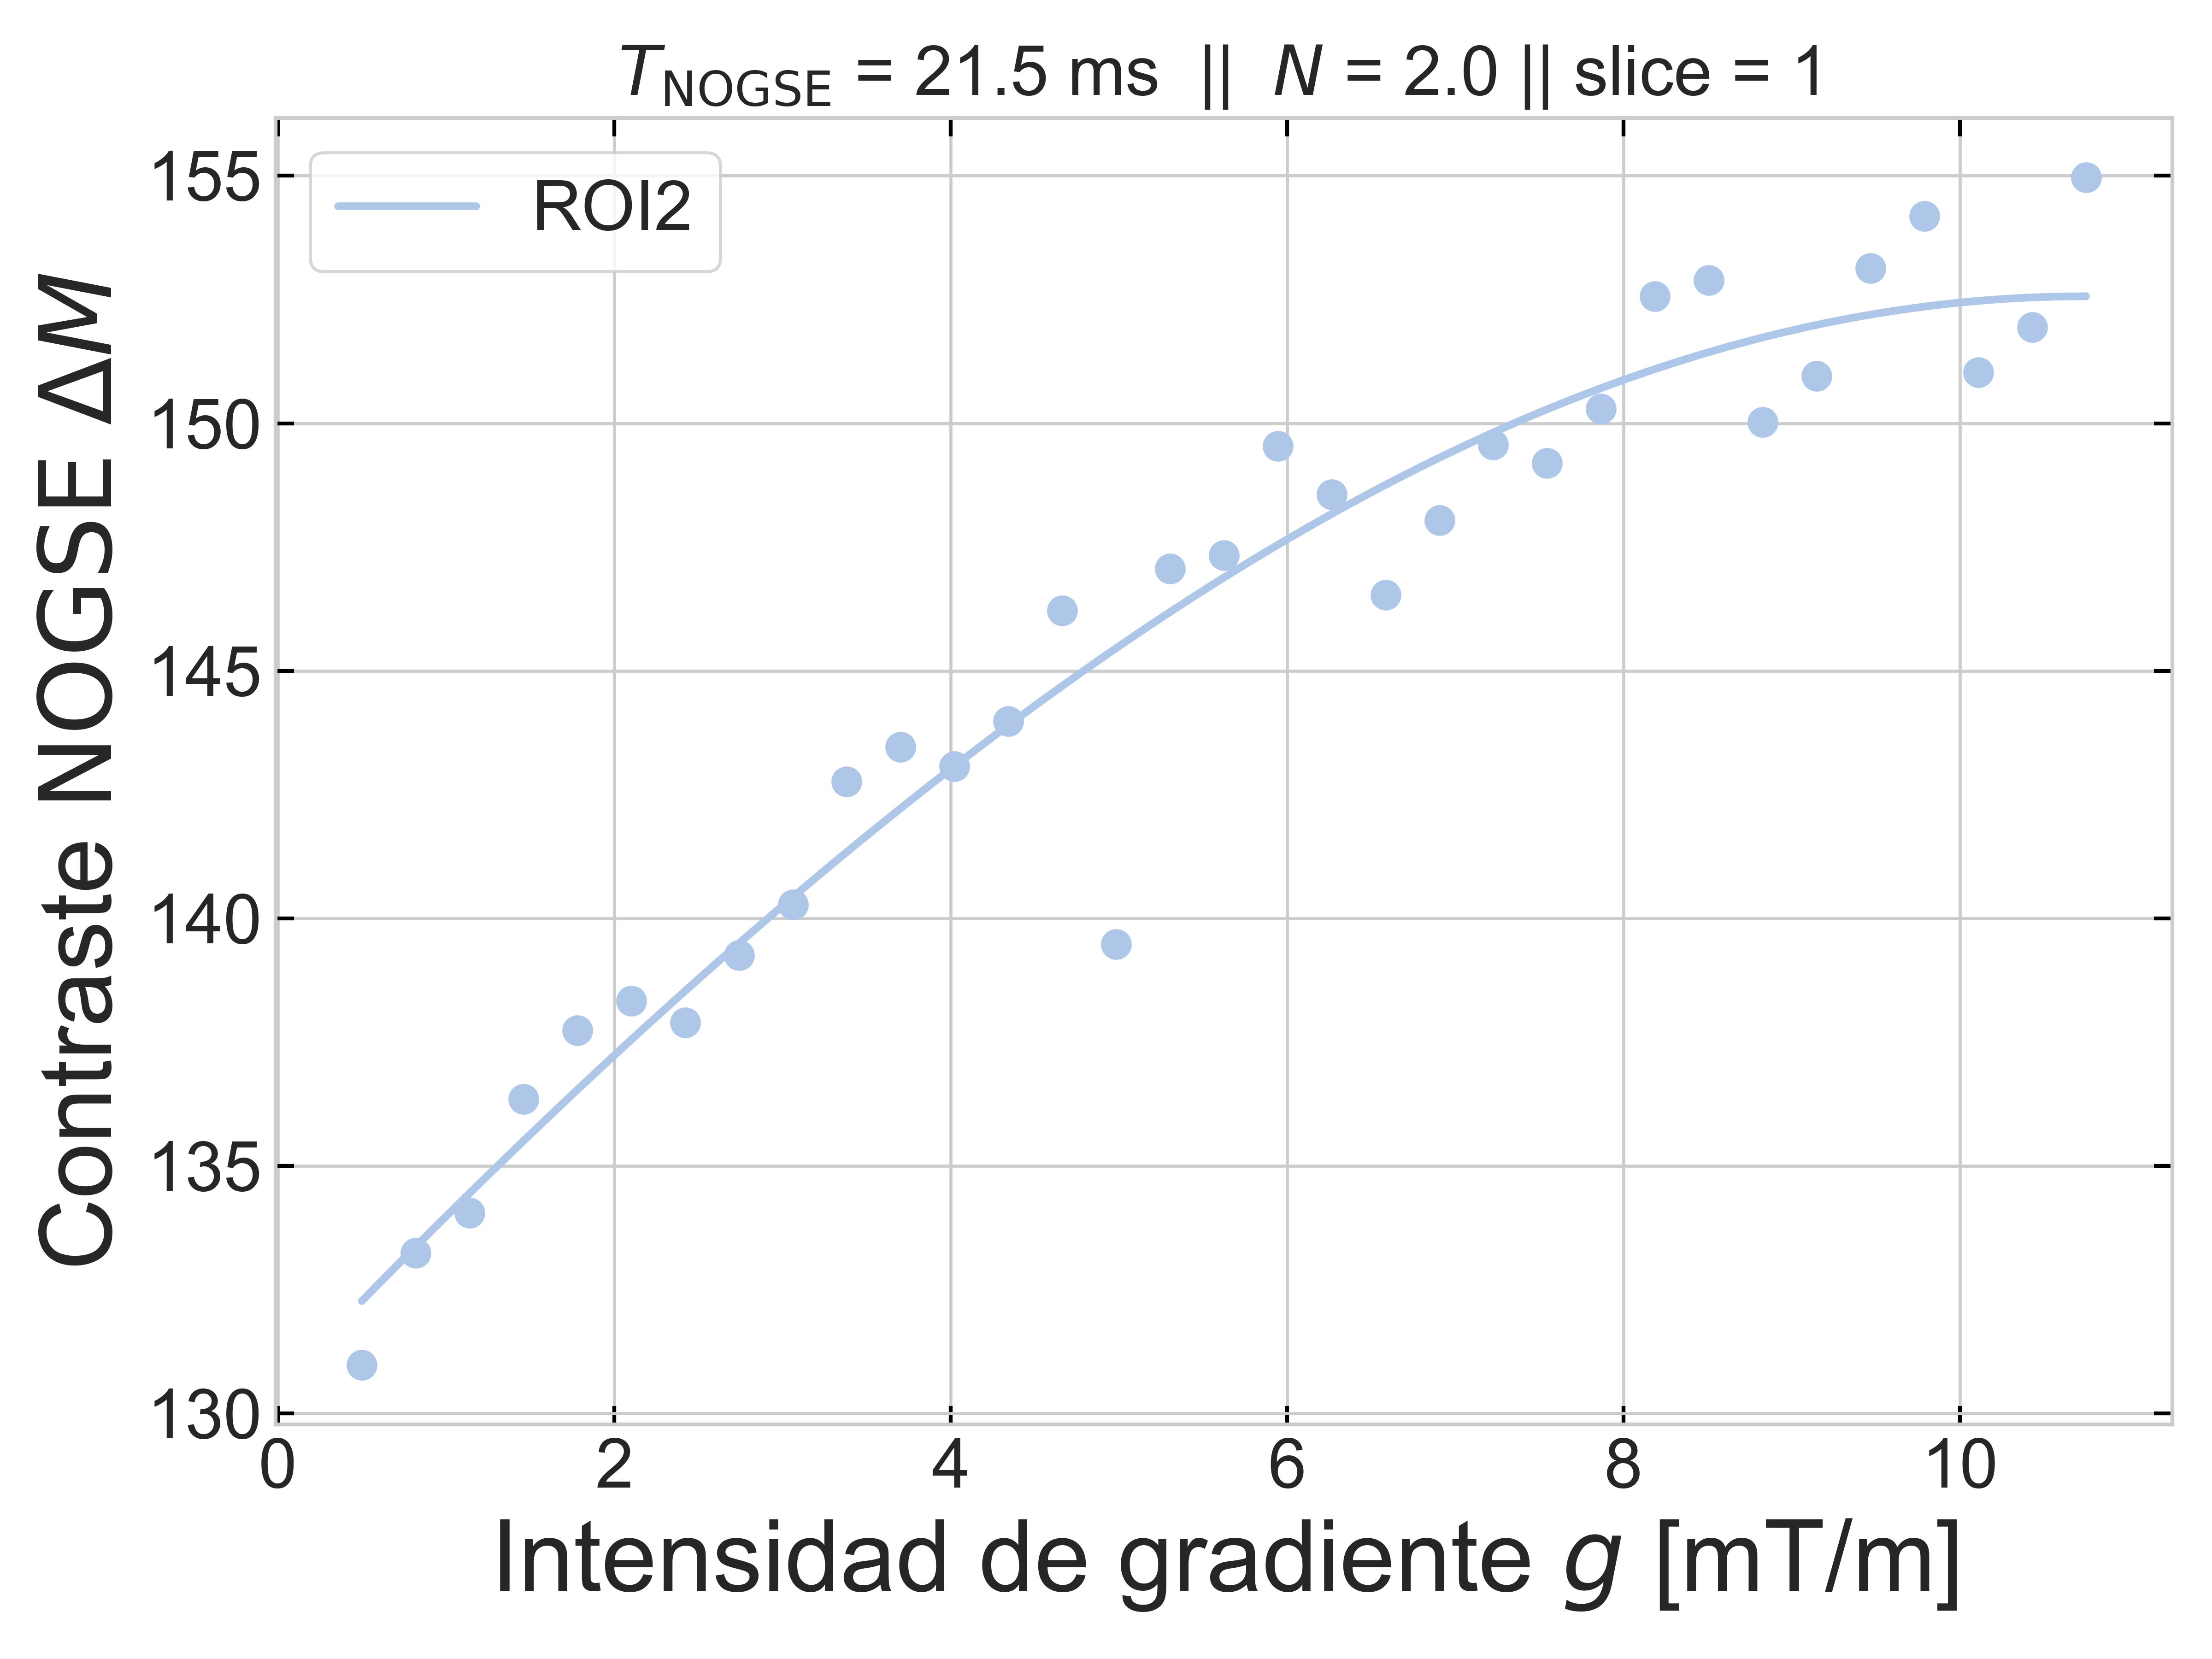 T_NOGSE = 21.5 ms || N = 2.0 || slice = 1
ROI2
Contraste NOGSE ΔM
155
150
145
140
135
130
0 2 4 6 8 10
Intensidad de gradiente g [mT/m]